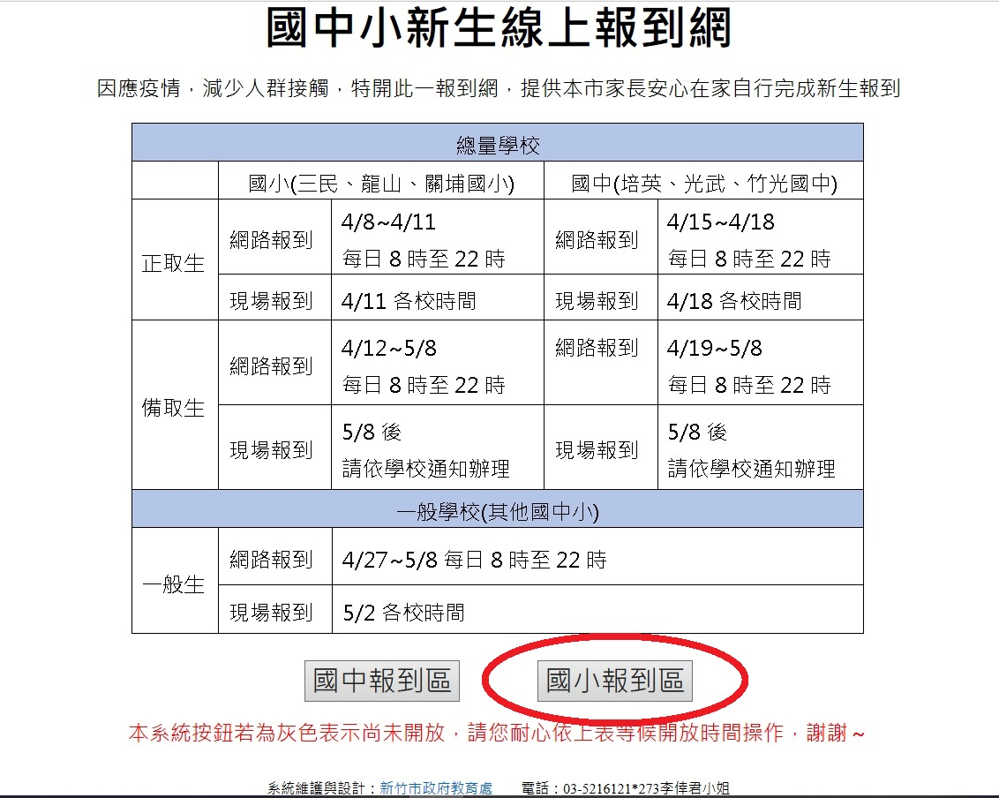 國中小新生線上報到網
因應疫情，減少人群接觸，特開此一報到網，提供本市家長安心在家自行完成新生報到
總量學校
國小(三民、龍山、關埔國小) 國中(培英、光武、竹光國中)
正取生
網路報到
4/8~4/11
每日 8 時至 22 時
網路報到
4/15~4/18
每日 8 時至 22 時
現場報到 4/11 各校時間 現場報到 4/18 各校時間
備取生
網路報到
4/12~5/8
每日 8 時至 22 時
網路報到
4/19~5/8
每日 8 時至 22 時
現場報到
5/8 後
請依學校通知辦理
現場報到
5/8 後
請依學校通知辦理
一般學校(其他國中小)
一般生
網路報到 4/27~5/8 每日 8 時至 22 時
現場報到 5/2 各校時間
國中報到區 國小報到區
本系統按鈕若為灰色表示尚未開放，請您耐心依上表等候開放時間操作，謝謝～
系統維護與設計：新竹市政府教育處 電話：03-5216121*273李倖君小姐